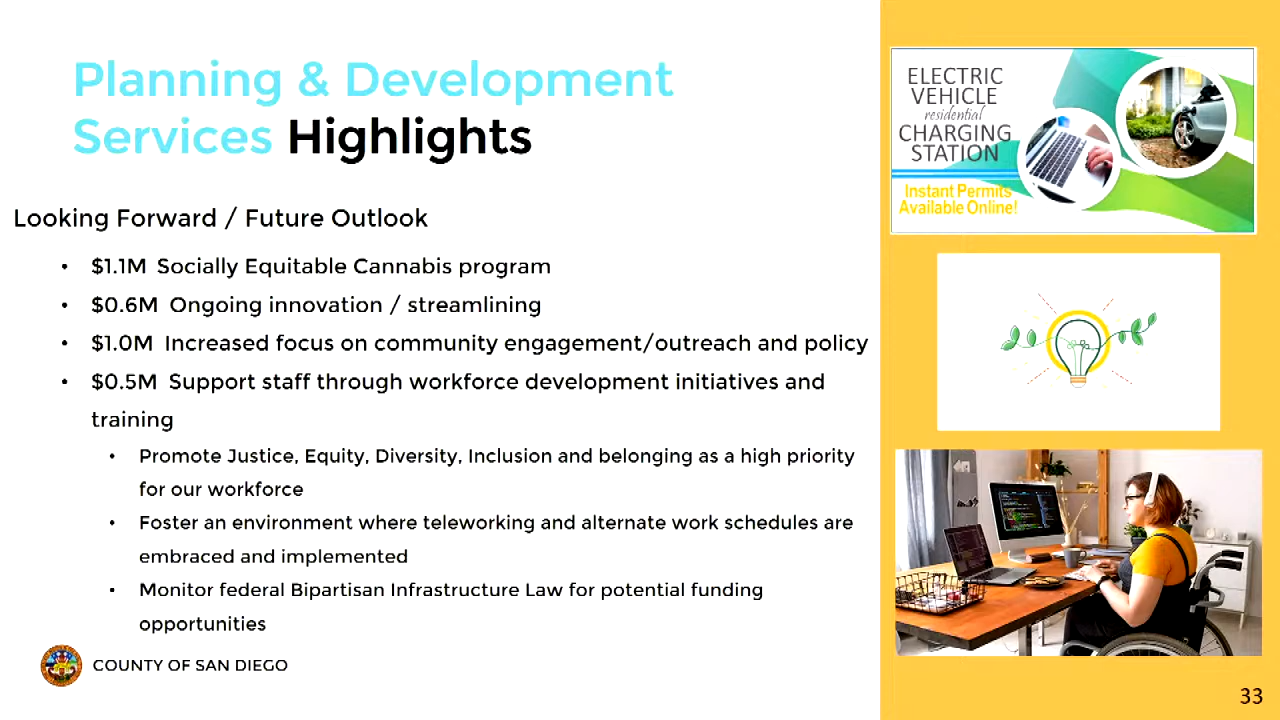 Planning & Development
Services Highlights
Looking Forward / Future Outlook
• $1.1M Socially Equitable Cannabis program
• $0.6M Ongoing innovation / streamlining
• $1.0M Increased focus on community engagement/outreach and policy
• $0.5M Support staff through workforce development initiatives and
training
• Promote Justice, Equity, Diversity, Inclusion and belonging as a high priority
for our workforce
• Foster an environment where teleworking and alternate work schedules are
embraced and implemented
• Monitor federal Bipartisan Infrastructure Law for potential funding
opportunities
COUNTY OF SAN DIEGO
ELECTRIC
VEHICLE
residential
CHARGING
STATION
Instant Permits
Available Online!
33